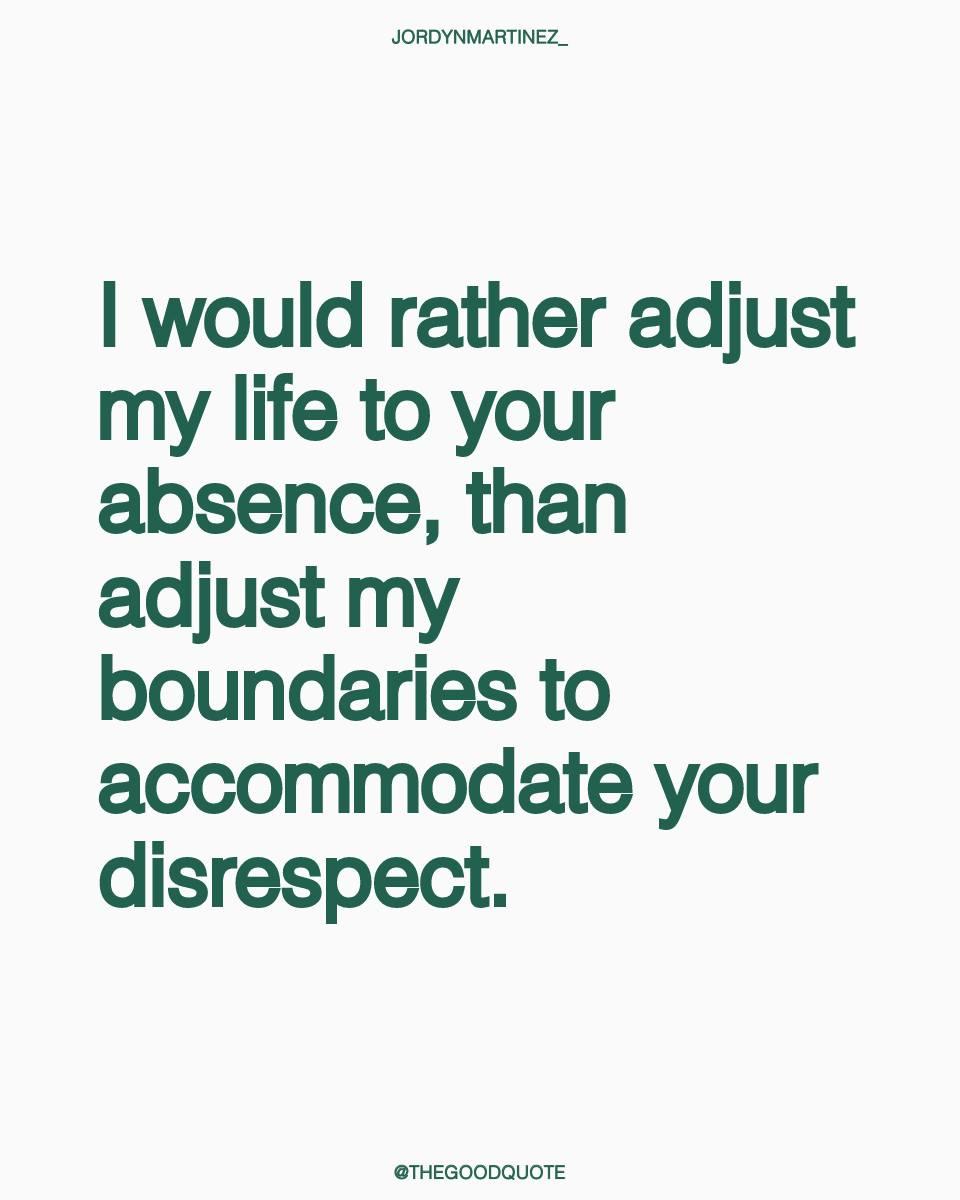 JORDYNMARTINEZ_
I would rather adjust
my life to your
absence, than
adjust my
boundaries to
accommodate your
disrespect.
@THEGOODQUOTE